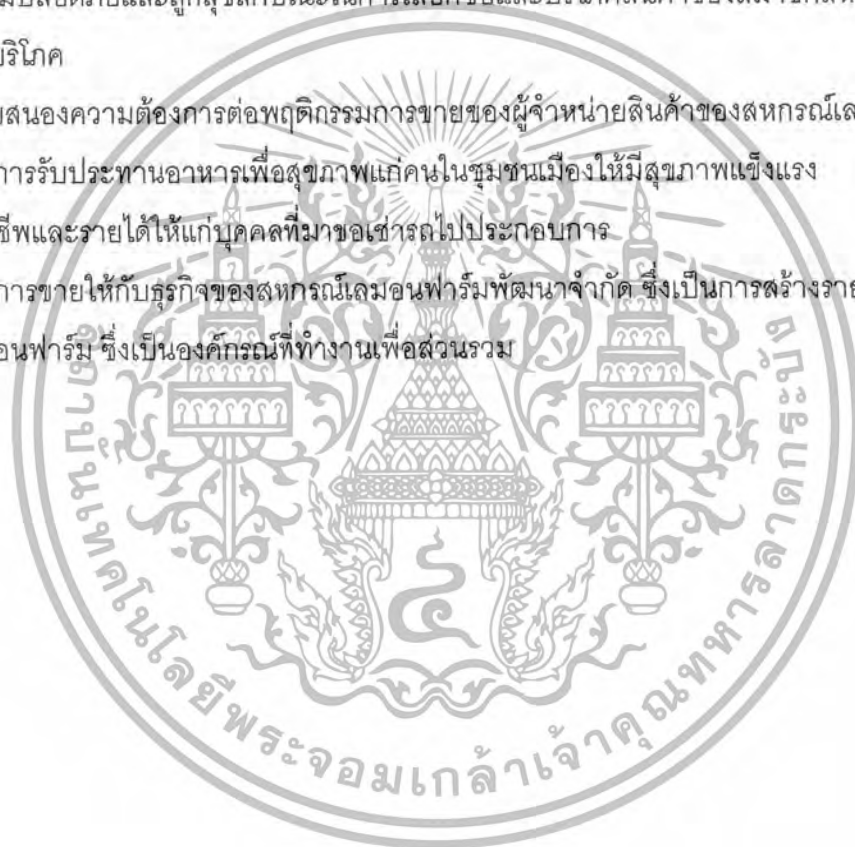 บริโภค
สนองความต้องการต่อพฤติกรรมการขายของผู้จำหน่ายสินค้าของสหกรณ์เล
การรับประทานอาหารเพื่อสุขภาพแก่คนในชุมชนเมืองให้มีสุขภาพแข็งแรง
ชีพและรายได้ให้แก่บุคคลที่มาขอเช่ารถไปประกอบการ
การขายให้กับธุรกิจของสหกรณ์เลมอนฟาร์มพัฒนาจำกัด ซึ่งเป็นการสร้างราย
อนฟาร์ม ซึ่งเป็นองค์กรณ์ที่ทำงานเพื่อส่วนรวม
สถาบันเทคโนโลยีพระจอมเกล้าเจ้าคุณทหารลาดกระบัง